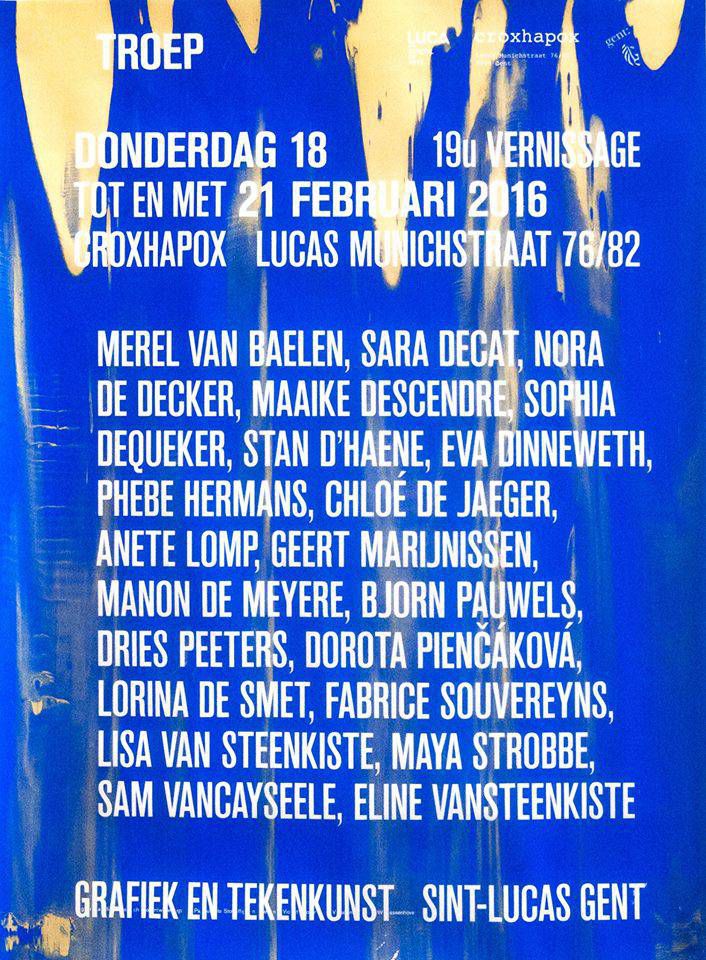 TROEP
LUCA
croxhapox
gent:
DONDERDAG 18 19u VERNISSAGE
TOT EN MET 21 FEBRUARI 2016
CROXHAPOX LUCAS MUNICHSTRAAT 76/82
MEREL VAN BAELEN, SARA DECAT, NORA
DE DECKER, MAAIKE DESCENDRE, SOPHIA
DEQUEKER, STAN D'HAENE, EVA DINNEWETH,
PHEBE HERMANS, CHLOÉ DE JAEGER,
ANETE LOMP, GEERT MARIJNISSEN,
MANON DE MEYERE, BJORN PAUWELS,
DRIES PEETERS, DOROTA PIENČÁKOVÁ,
LORINA DE SMET, FABRICE SOUVEREYNS,
LISA VAN STEENKISTE, MAYA STROBBE,
SAM VANCAYSEELE, ELINE VANSTEENKISTE
GRAFIEK EN TEKENKUNST SINT-LUCAS GENT